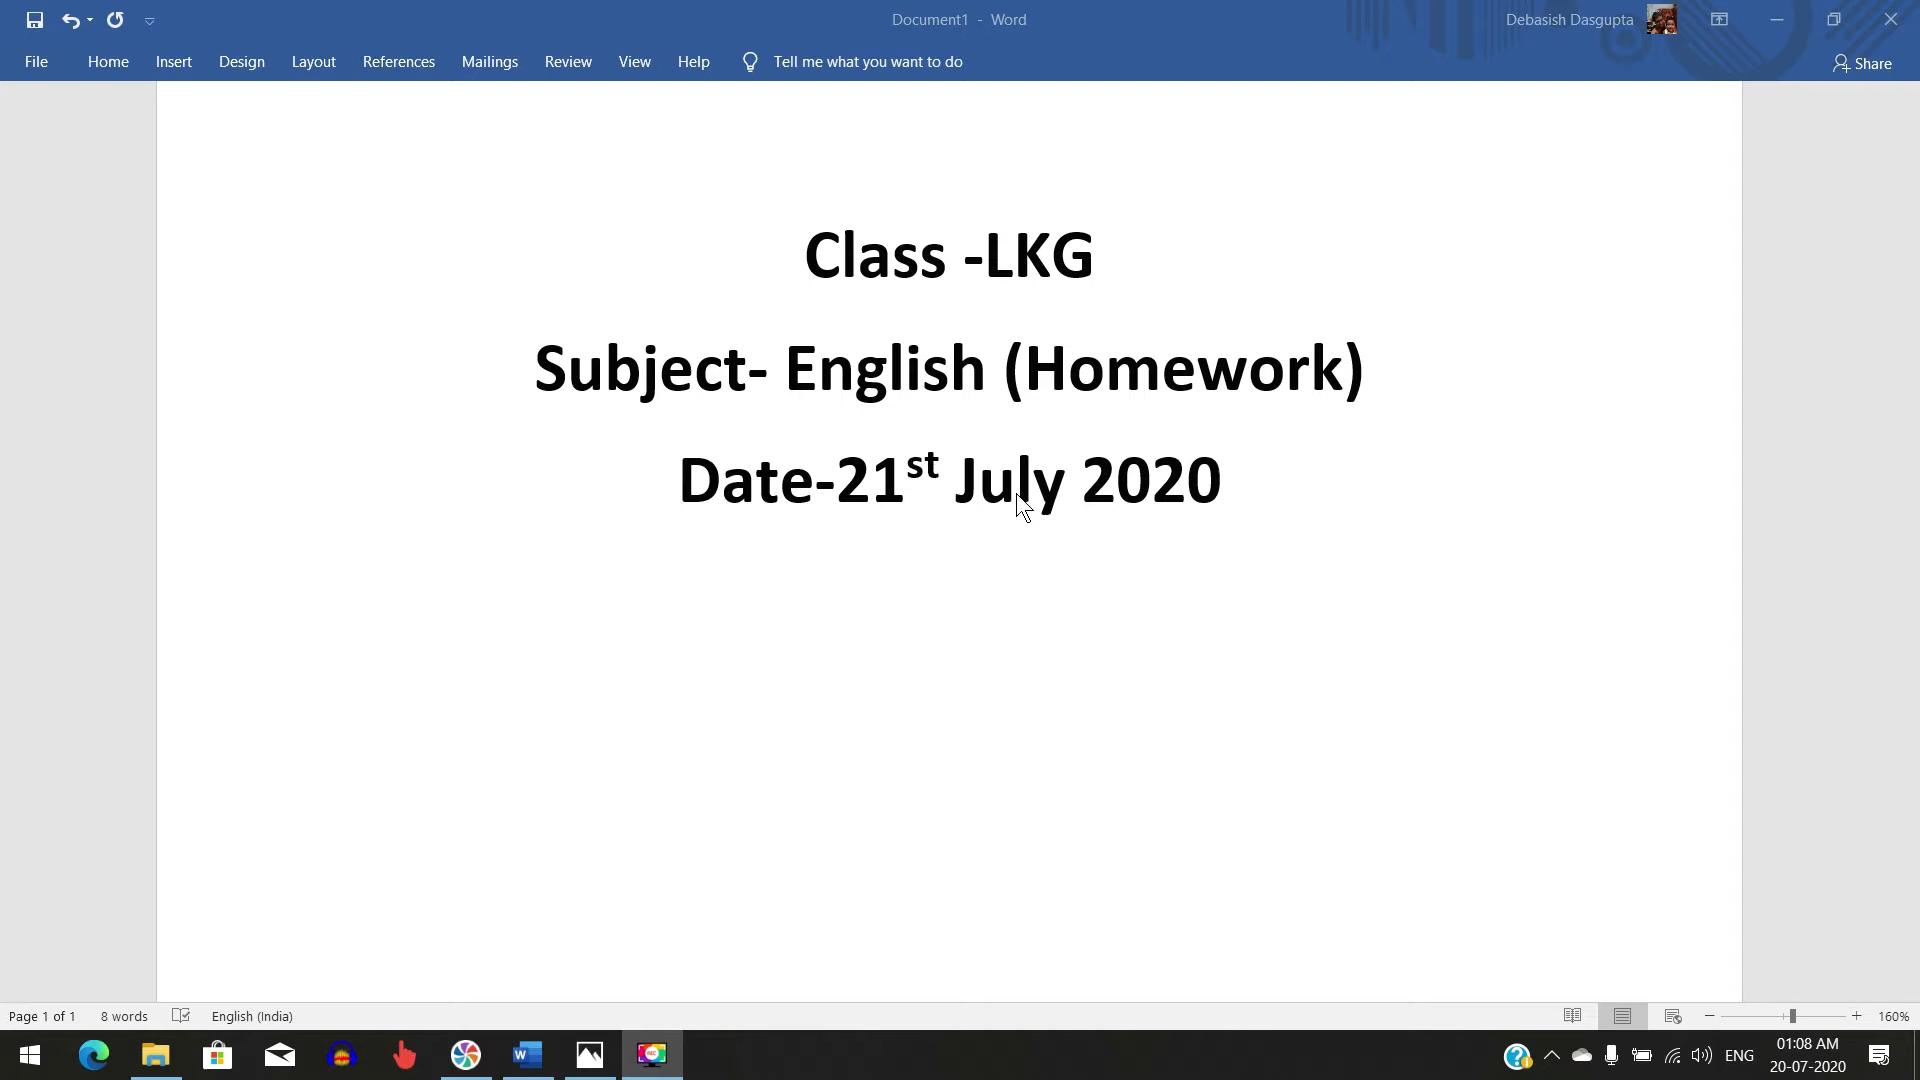 Document1 - Word
Debasish Dasgupta
File Home Insert Design Layout References Mailings Review View Help Tell me what you want to do
Share
Class -LKG
Subject- English (Homework)
Date-21st July 2020
Page 1 of 1 8 words English (India)
160%
ENG
01:08 AM
20-07-2020